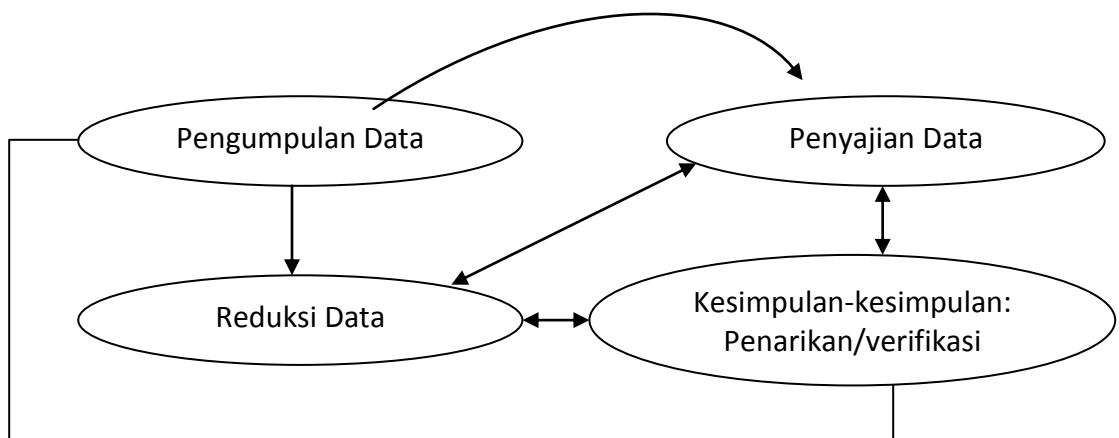 Pengumpulan Data
Penyajian Data
Reduksi Data
Kesimpulan-kesimpulan:
Penarikan/verifikasi